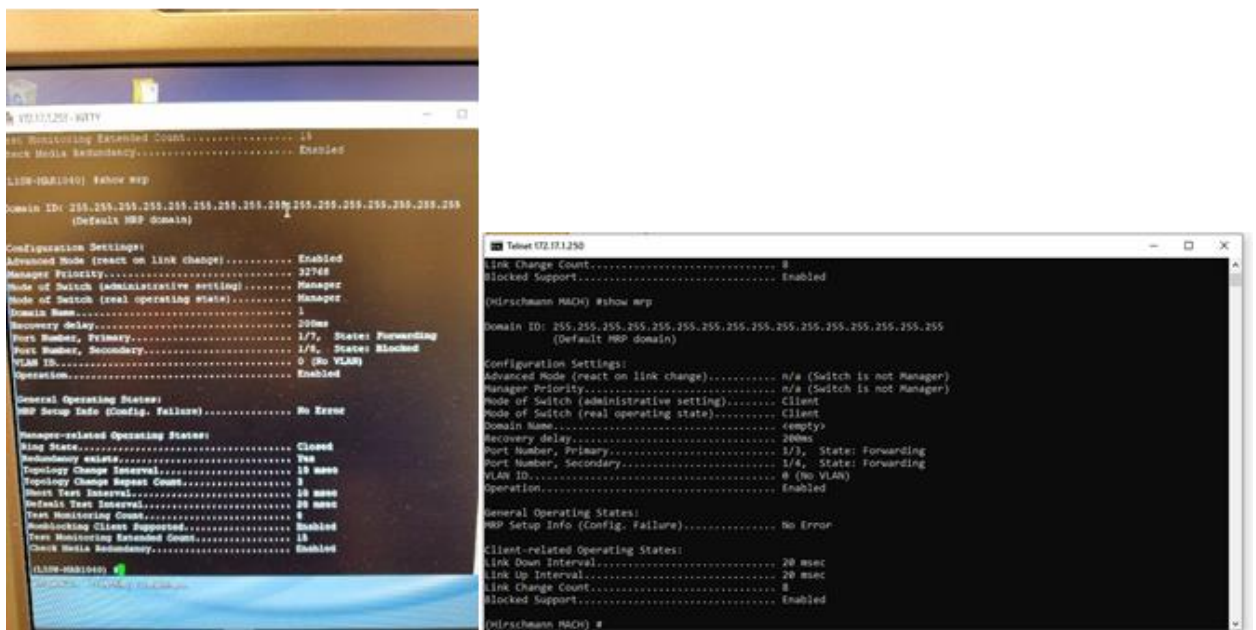 172.17.1.253 - KiTTY
est Monitoring Extended Count.................. 15
heck Media Redundancy.......................... Enabled
#show mrp
omain ID: 255.255.255.255.255.255.255.255.255.255.255.255.255.255.255.255
(Default MRP domain)
Configuration Settings:
Advanced Mode (react on link change)........... Enabled
Manager Priority............................... 32768
Mode of Switch (administrative setting)........ Manager
Mode of Switch (real operating state).......... Manager
Domain Name.................................... 1
Recovery delay................................. 200ms
Port Number, Primary........................... 1/7, State: Forwarding
Port Number, Secondary......................... 1/8, State: Blocked
VLAN ID........................................ 0 (No VLAN)
Operation...................................... Enabled
General Operating States:
MRP Setup Info (Config. Failure)............... No Error
Manager-related Operating States:
Ring State..................................... Closed
Redundancy exists.............................. Yes
Topology Change Interval....................... 10 msec
Topology Change Repeat Count................... 3
Short Test Interval............................ 10 msec
Default Test Interval.......................... 20 msec
Test Monitoring Count..........................
Nonblocking Client Supported................... Enabled
Test Monitoring Extended Count................. 15
Check Media Redundancy......................... Enabled
#
Telnet 172.17.1.250
Link Change Count.............................. 8
Blocked Support................................ Enabled
(Hirschmann MACH) #show mrp
Domain ID: 255.255.255.255.255.255.255.255.255.255.255.255.255.255.255.255
(Default MRP domain)
Configuration Settings:
Advanced Mode (react on link change)........... n/a (Switch is not Manager)
Manager Priority............................... n/a (Switch is not Manager)
Mode of Switch (administrative setting)........ Client
Mode of Switch (real operating state).......... Client
Domain Name.................................... <empty>
Recovery delay................................. 200ms
Port Number, Primary........................... 1/3, State: Forwarding
Port Number, Secondary......................... 1/4, State: Forwarding
VLAN ID........................................ 0 (No VLAN)
Operation...................................... Enabled
General Operating States:
MRP Setup Info (Config. Failure)............... No Error
Client-related Operating States:
Link Down Interval............................. 20 msec
Link Up Interval............................... 20 msec
Link Change Count.............................. 8
Blocked Support................................ Enabled
(Hirschmann MACH) #